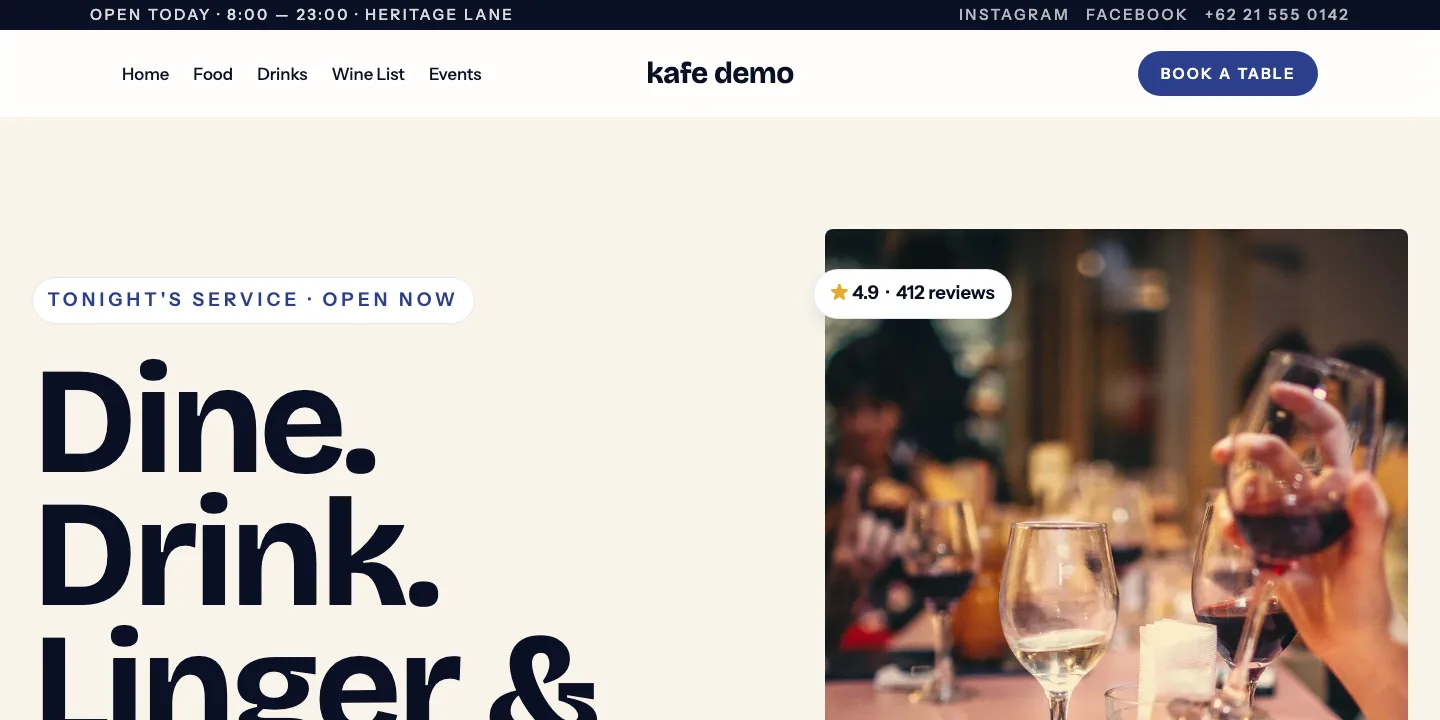 OPEN TODAY · 8:00 — 23:00 · HERITAGE LANE
INSTAGRAM FACEBOOK +62 21 555 0142
Home Food Drinks Wine List Events
kafe demo
BOOK A TABLE
TONIGHT'S SERVICE · OPEN NOW
4.9 · 412 reviews
Dine.
Drink.
Linger &